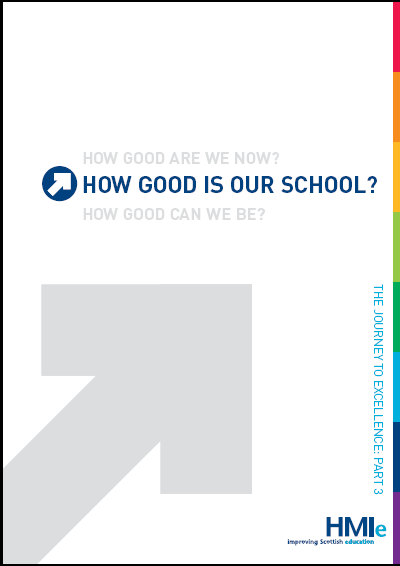 HOW GOOD ARE WE NOW?
HOW GOOD IS OUR SCHOOL?
HOW GOOD CAN WE BE?
THE JOURNEY TO EXCELLENCE: PART 3
HMIe
improving Scottish education